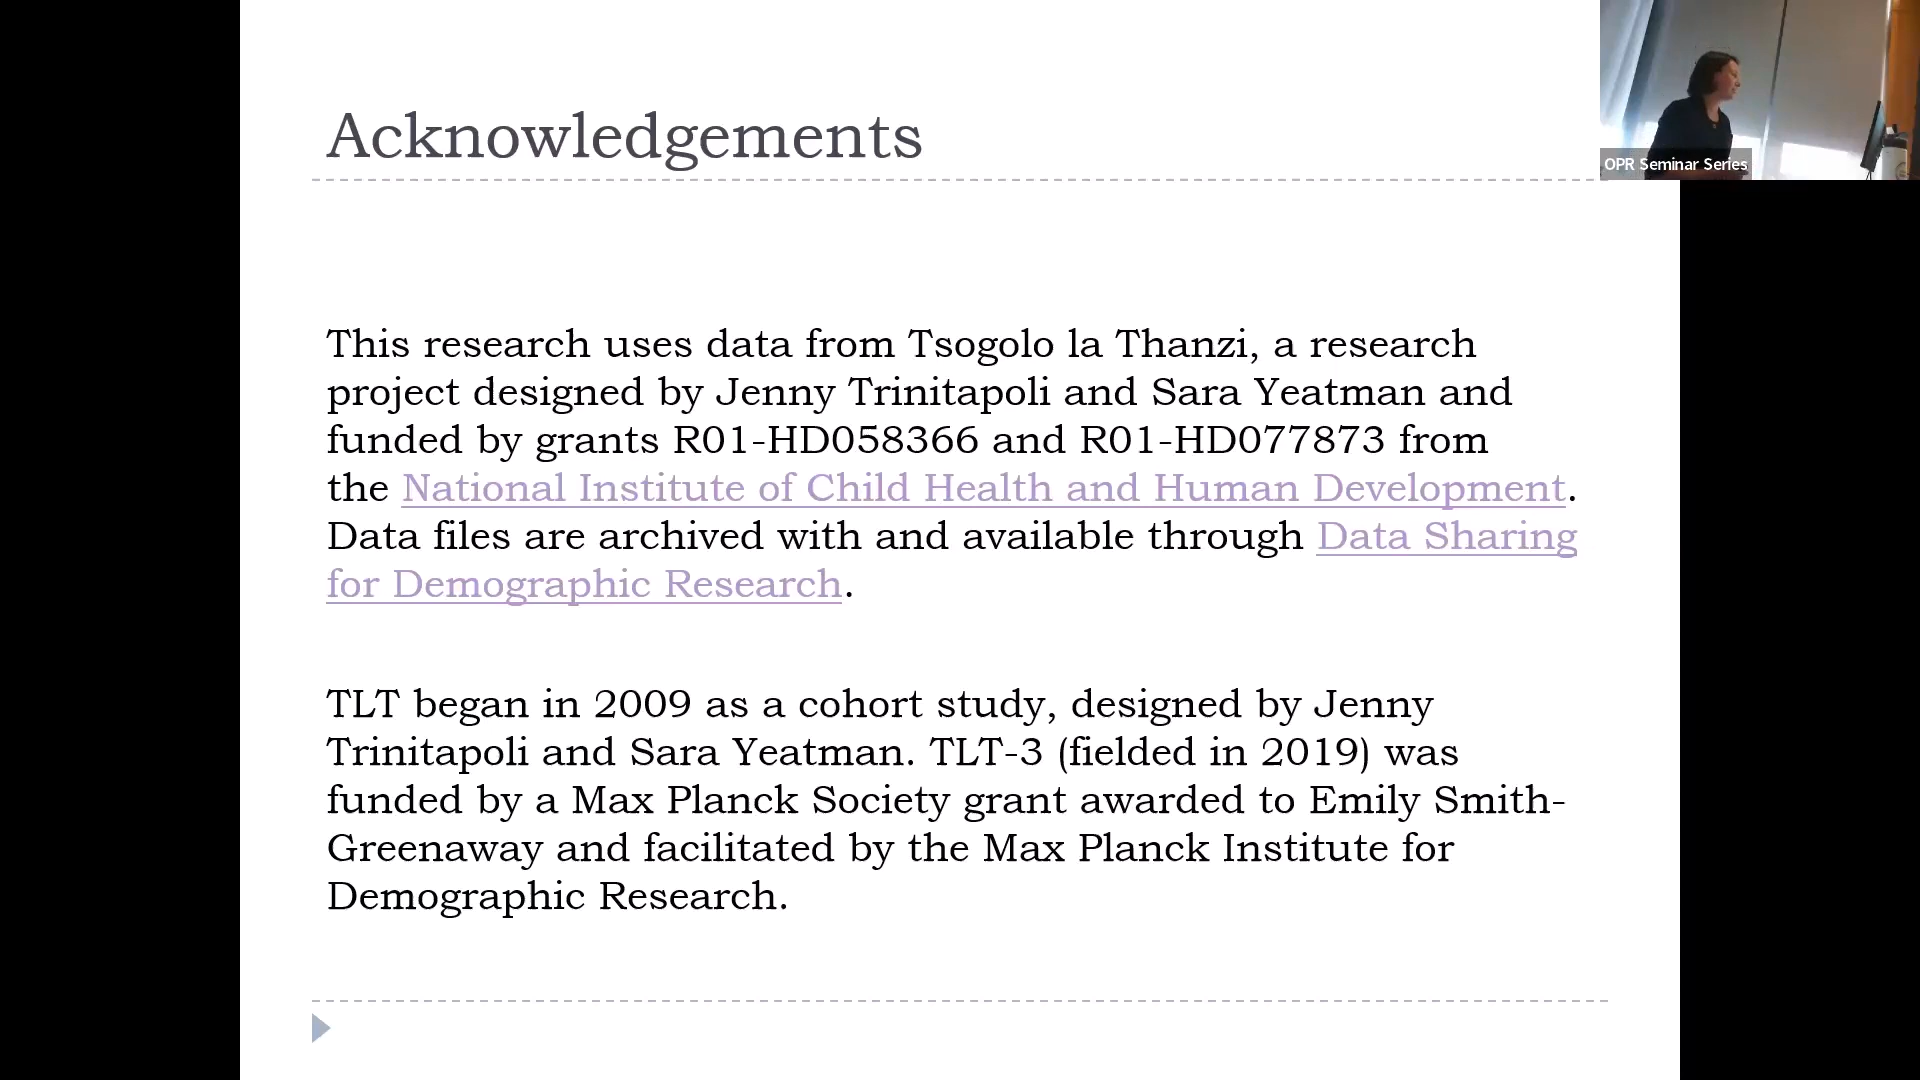 Acknowledgements
OPR Seminar Series
This research uses data from Tsogolo la Thanzi, a research
project designed by Jenny Trinitapoli and Sara Yeatman and
funded by grants R01-HD058366 and R01-HD077873 from
the National Institute of Child Health and Human Development.
Data files are archived with and available through Data Sharing
for Demographic Research.
TLT began in 2009 as a cohort study, designed by Jenny
Trinitapoli and Sara Yeatman. TLT-3 (fielded in 2019) was
funded by a Max Planck Society grant awarded to Emily Smith-
Greenaway and facilitated by the Max Planck Institute for
Demographic Research.